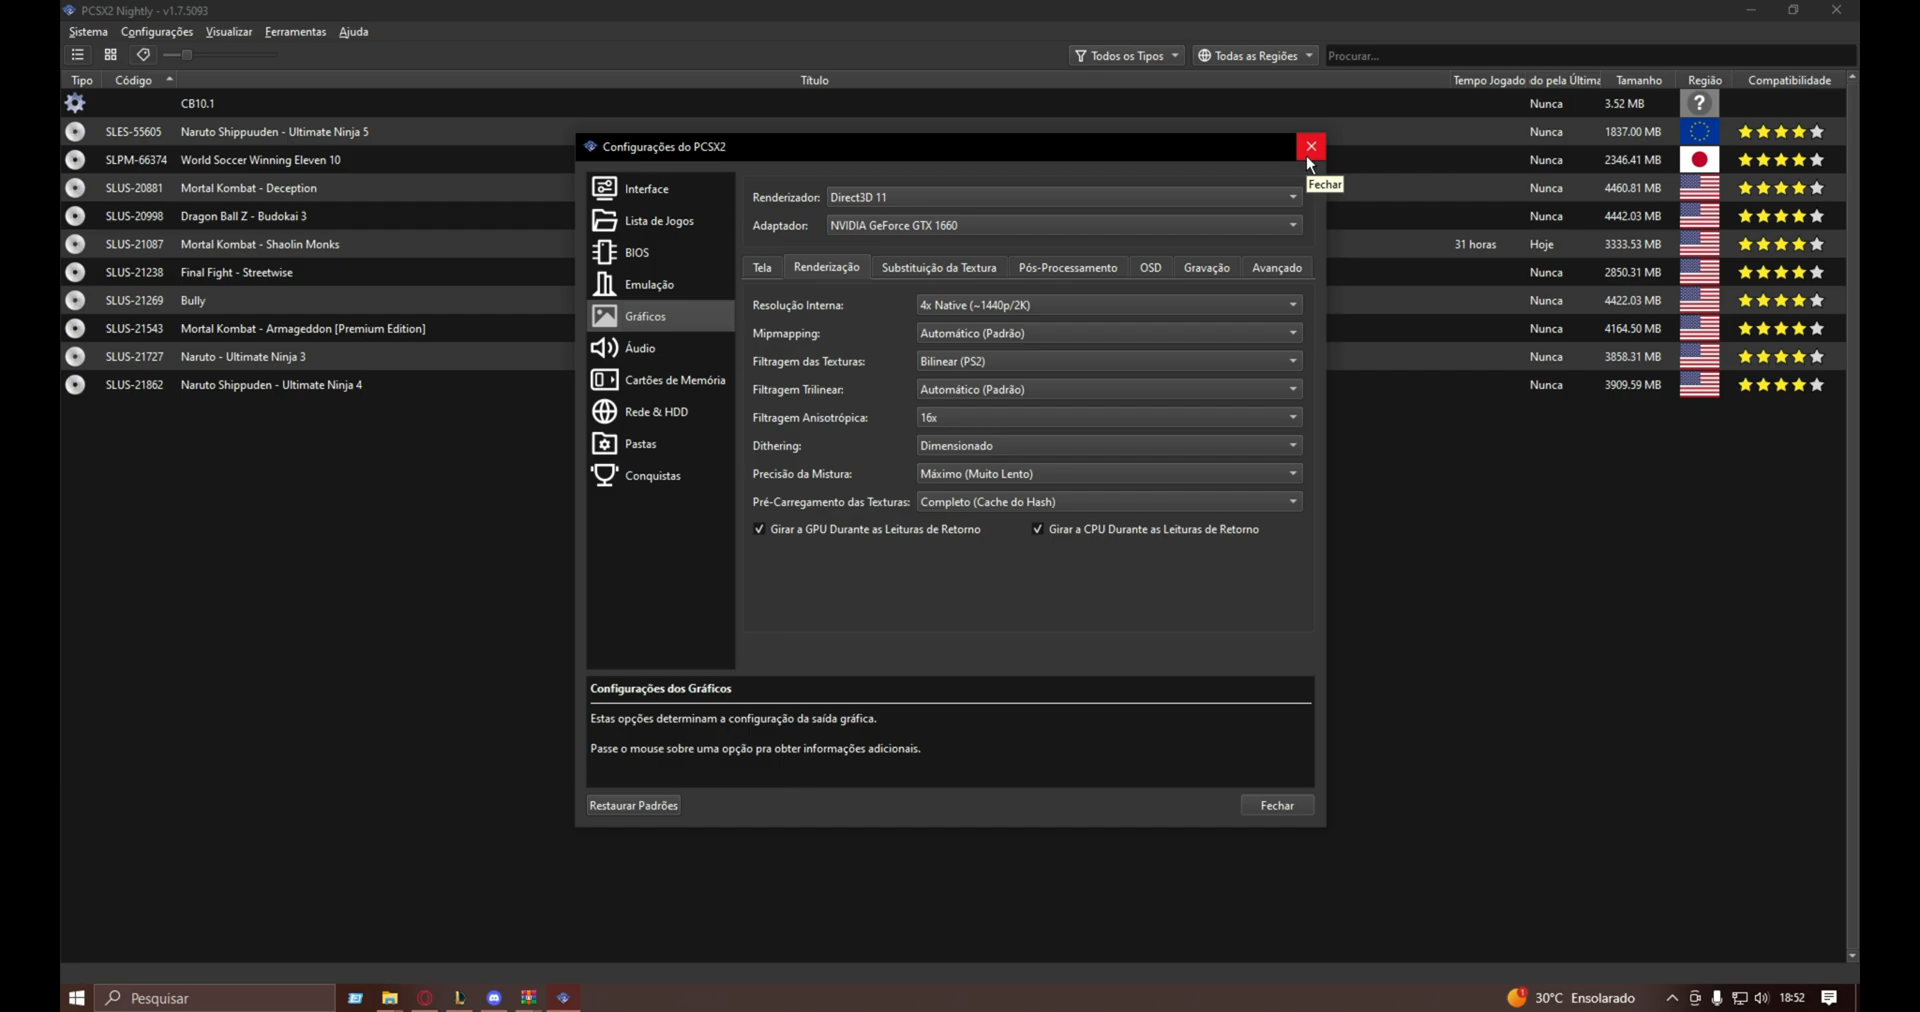 PCSX2 Nightly - v1.7.5093
Sistema Configurações Visualizar Ferramentas Ajuda
Todos os Tipos Todas as Regiões Procurar...
Tipo Código Título Tempo Jogado do pela Última Tamanho Região Compatibilidade
CB10.1 Nunca 3.52 MB ?
SLES-55605 Naruto Shippuuden - Ultimate Ninja 5 Nunca 1837.00 MB
SLPM-66374 World Soccer Winning Eleven 10 Nunca 2346.41 MB
SLUS-20881 Mortal Kombat - Deception Nunca 4460.81 MB
SLUS-20998 Dragon Ball Z - Budokai 3 Nunca 4442.03 MB
SLUS-21087 Mortal Kombat - Shaolin Monks 31 horas Hoje 3333.53 MB
SLUS-21238 Final Fight - Streetwise Nunca 2850.31 MB
SLUS-21269 Bully Nunca 4422.03 MB
SLUS-21543 Mortal Kombat - Armageddon [Premium Edition] Nunca 4164.50 MB
SLUS-21727 Naruto - Ultimate Ninja 3 Nunca 3858.31 MB
SLUS-21862 Naruto Shippuden - Ultimate Ninja 4 Nunca 3909.59 MB
Configurações do PCSX2
Fechar
Interface
Lista de Jogos
BIOS
Emulação
Gráficos
Áudio
Cartões de Memória
Rede & HDD
Pastas
Conquistas
Renderizador: Direct3D 11
Adaptador: NVIDIA GeForce GTX 1660
Tela Renderização Substituição da Textura Pós-Processamento OSD Gravação Avançado
Resolução Interna: 4x Native (~1440p/2K)
Mipmapping: Automático (Padrão)
Filtragem das Texturas: Bilinear (PS2)
Filtragem Trilinear: Automático (Padrão)
Filtragem Anisotrópica: 16x
Dithering: Dimensionado
Precisão da Mistura: Máximo (Muito Lento)
Pré-Carregamento das Texturas: Completo (Cache do Hash)
Girar a GPU Durante as Leituras de Retorno Girar a CPU Durante as Leituras de Retorno
Configurações dos Gráficos
Estas opções determinam a configuração da saída gráfica.
Passe o mouse sobre uma opção pra obter informações adicionais.
Restaurar Padrões Fechar
Pesquisar 1 30°C Ensolarado 18:52